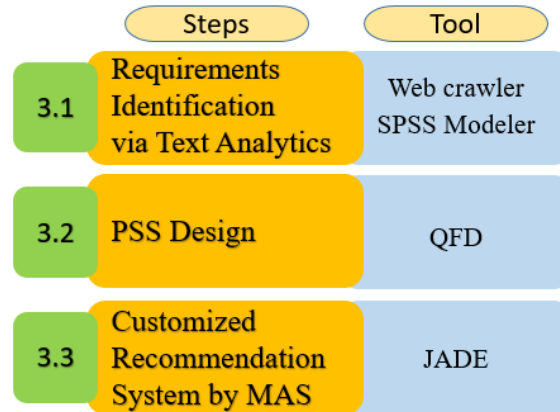 Steps
Tool
3.1
Requirements
Identification
via Text Analytics
Web crawler
SPSS Modeler
3.2
PSS Design
QFD
3.3
Customized
Recommendation
System by MAS
JADE